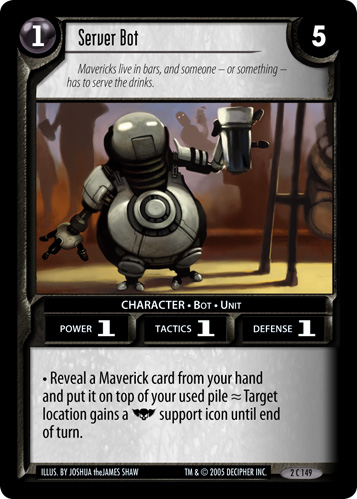 1 Server Bot 5
Mavericks live in bars, and someone – or something –
has to serve the drinks.
CHARACTER • BOT • UNIT
POWER 1 TACTICS 1 DEFENSE 1
• Reveal a Maverick card from your hand
and put it on top of your used pile ≈ Target
location gains a support icon until end
of turn.
ILLUS. BY JOSHUA theJAMES SHAW TM & © 2005 DECIPHER INC. 2 C 149